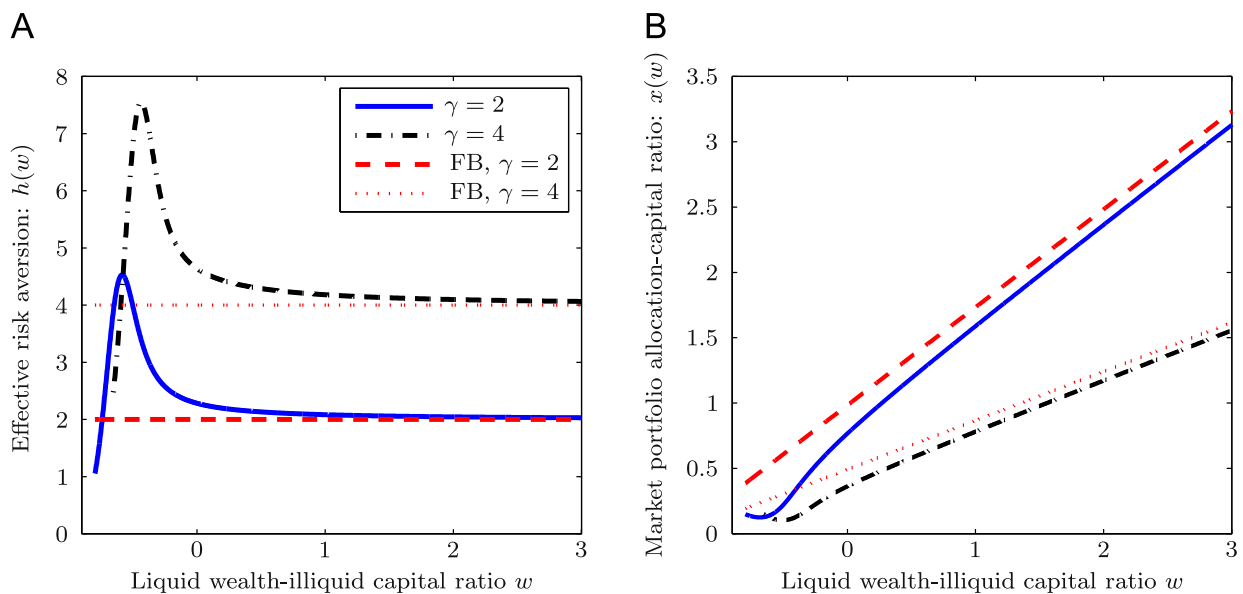 A
Effective risk aversion: h(w)
8
7
6
5
4
3
2
1
0
0
1
2
3
Liquid wealth-illiquid capital ratio w
γ = 2
γ = 4
FB, γ = 2
FB, γ = 4
B
Market portfolio allocation-capital ratio: x(w)
3.5
3
2.5
2
1.5
1
0.5
0
0
1
2
3
Liquid wealth-illiquid capital ratio w